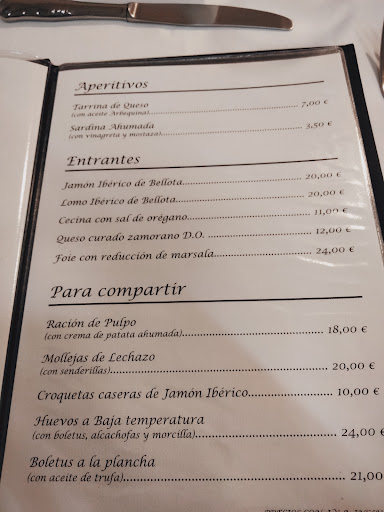 Aperitivos
Tarrina de Queso
(con aceite Arbequina)........ 7,00 €
Sardina Ahumada
(con vinagreta y mostaza)........ 3,50 €
Entrantes
Jamón Ibérico de Bellota........ 20,00 €
Lomo Ibérico de Bellota........ 20,00 €
Cecina con sal de orégano........ 11,00 €
Queso curado zamorano D.O. ........ 12,00 €
Foie con reducción de marsala........ 24,00 €
Para compartir
Ración de Pulpo
(con crema de patata ahumada)........ 18,00 €
Mollejas de Lechazo
(con senderillas)........ 20,00 €
Croquetas caseras de Jamón Ibérico........ 10,00 €
Huevos a Baja temperatura
(con boletus, alcachofas y morcilla)........ 24,00 €
Boletus a la plancha
(con aceite de trufa)........ 21,00